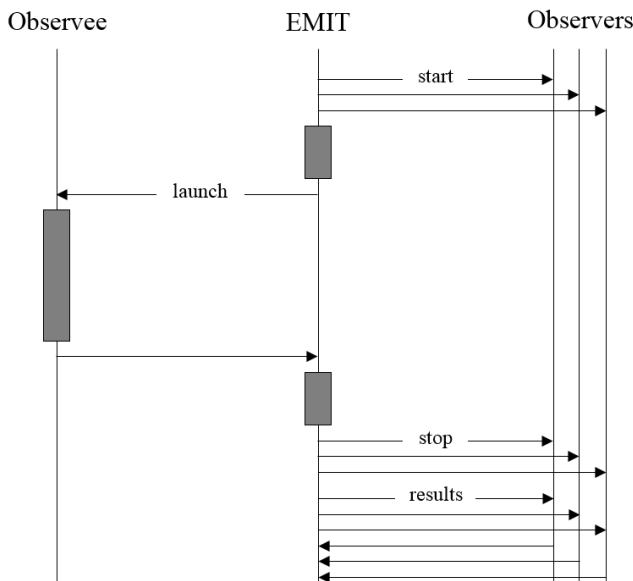 Observee EMIT Observers
start
launch
stop
results